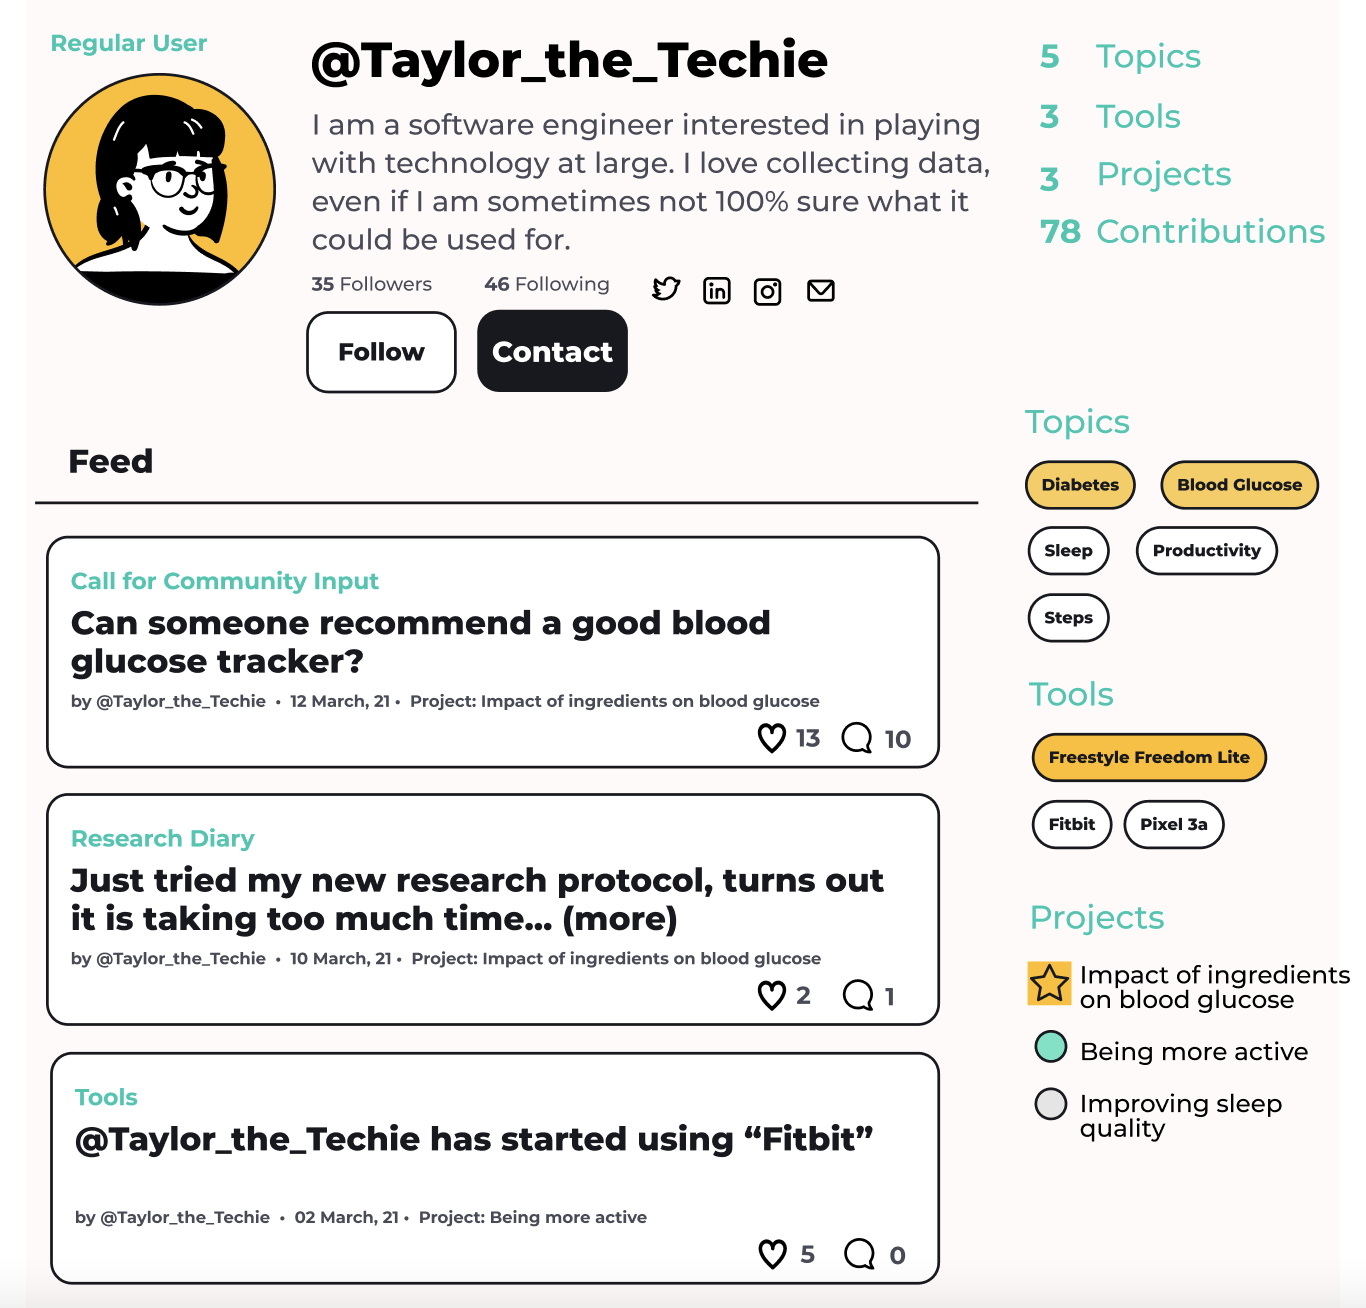 Regular User
@Taylor_the_Techie
I am a software engineer interested in playing
with technology at large. I love collecting data,
even if I am sometimes not 100% sure what it
could be used for.
35 Followers
46 Following
in
Follow
Contact
5 Topics
3 Tools
3 Projects
78 Contributions
Feed
Call for Community Input
Can someone recommend a good blood
glucose tracker?
by @Taylor_the_Techie • 12 March, 21 • Project: Impact of ingredients on blood glucose
13
10
Research Diary
Just tried my new research protocol, turns out
it is taking too much time... (more)
by @Taylor_the_Techie • 10 March, 21 • Project: Impact of ingredients on blood glucose
2
1
Tools
@Taylor_the_Techie has started using “Fitbit”
by @Taylor_the_Techie • 02 March, 21 • Project: Being more active
5
0
Topics
Diabetes
Blood Glucose
Sleep
Productivity
Steps
Tools
Freestyle Freedom Lite
Fitbit
Pixel 3a
Projects
Impact of ingredients
on blood glucose
Being more active
Improving sleep
quality